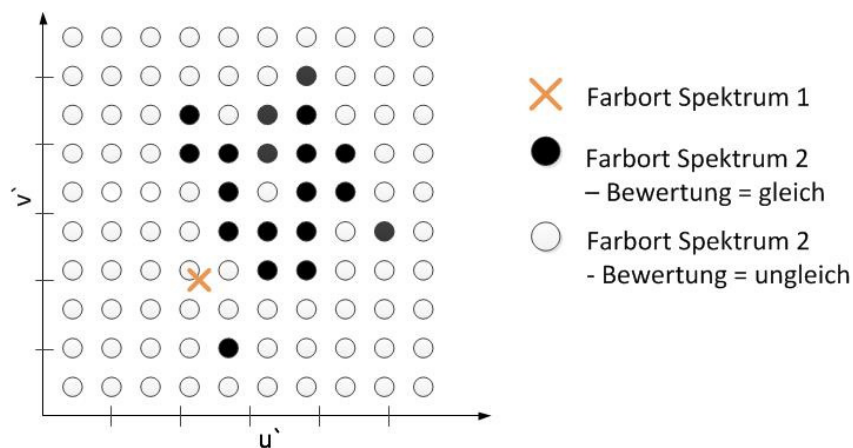 v`
u`
Farbort Spektrum 1
Farbort Spektrum 2
– Bewertung = gleich
Farbort Spektrum 2
- Bewertung = ungleich